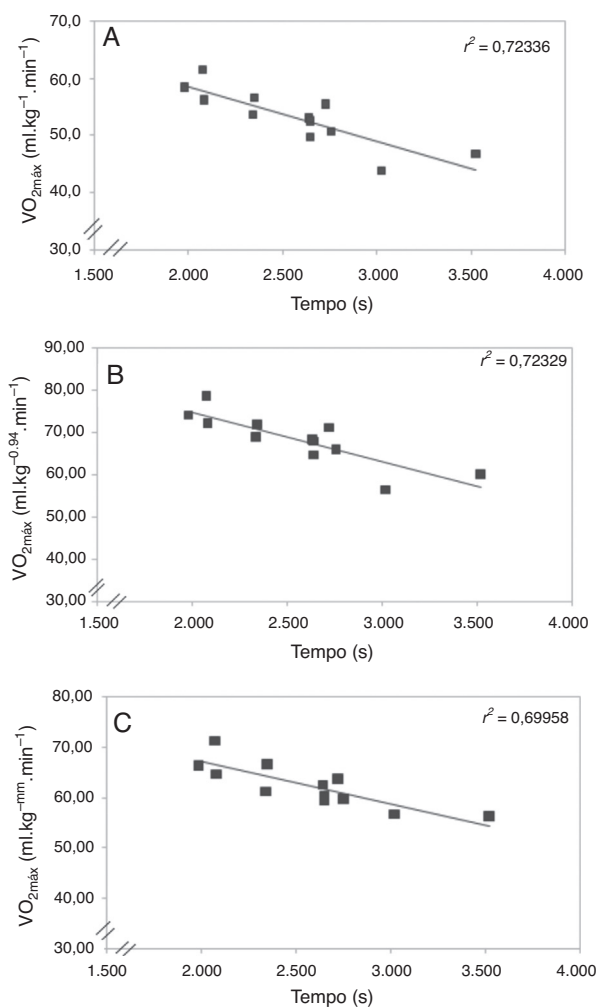 A
r² = 0,72336
VO₂máx (ml.kg⁻¹.min⁻¹)
70,0
60,0
50,0
40,0
30,0
1.500 2.000 2.500 3.000 3.500 4.000
Tempo (s)
B
r² = 0,72329
VO₂máx (ml.kg⁻⁰·⁹⁴.min⁻¹)
90,00
80,00
70,00
60,00
50,00
40,00
30,00
1.500 2.000 2.500 3.000 3.500 4.000
Tempo (s)
C
r² = 0,69958
VO₂máx (ml.kg⁻ᵐᵐ.min⁻¹)
80,00
70,00
60,00
50,00
40,00
30,00
1.500 2.000 2.500 3.000 3.500 4.000
Tempo (s)